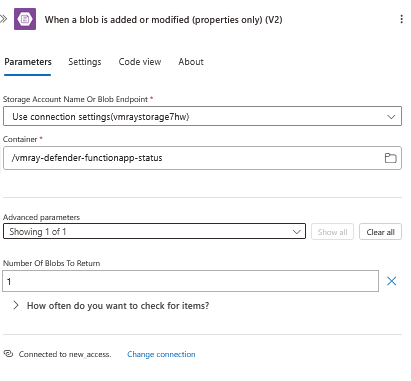 When a blob is added or modified (properties only) (V2)
Parameters Settings Code view About
Storage Account Name Or Blob Endpoint *
Use connection settings(vmraystorage7hw)
Container *
/vmray-defender-functionapp-status
Advanced parameters
Showing 1 of 1 Show all Clear all
Number Of Blobs To Return
1
How often do you want to check for items?
Connected to new_access. Change connection